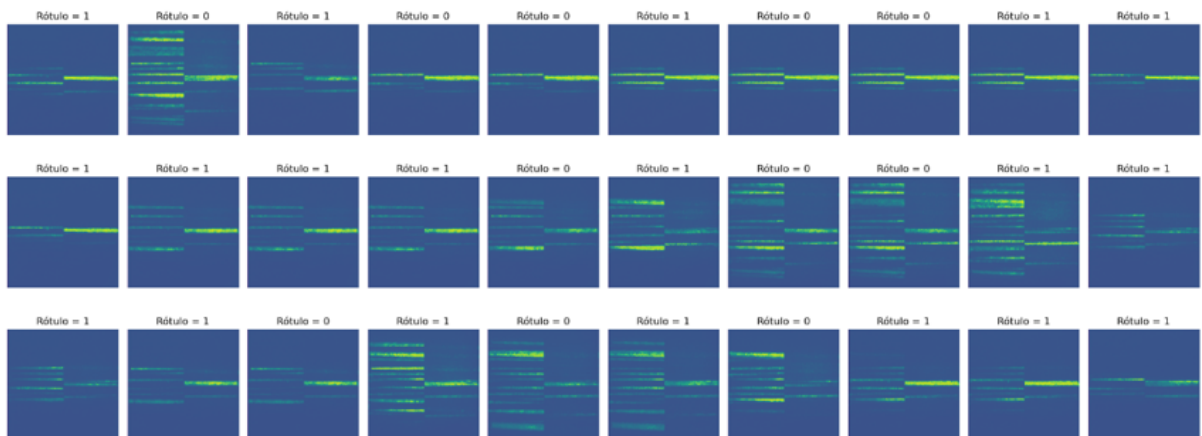 Rótulo = 1 Rótulo = 0 Rótulo = 1 Rótulo = 0 Rótulo = 0 Rótulo = 1 Rótulo = 0 Rótulo = 0 Rótulo = 1 Rótulo = 1
Rótulo = 1 Rótulo = 1 Rótulo = 1 Rótulo = 1 Rótulo = 0 Rótulo = 1 Rótulo = 0 Rótulo = 0 Rótulo = 1 Rótulo = 0
Rótulo = 1 Rótulo = 1 Rótulo = 0 Rótulo = 1 Rótulo = 0 Rótulo = 1 Rótulo = 0 Rótulo = 1 Rótulo = 1 Rótulo = 1